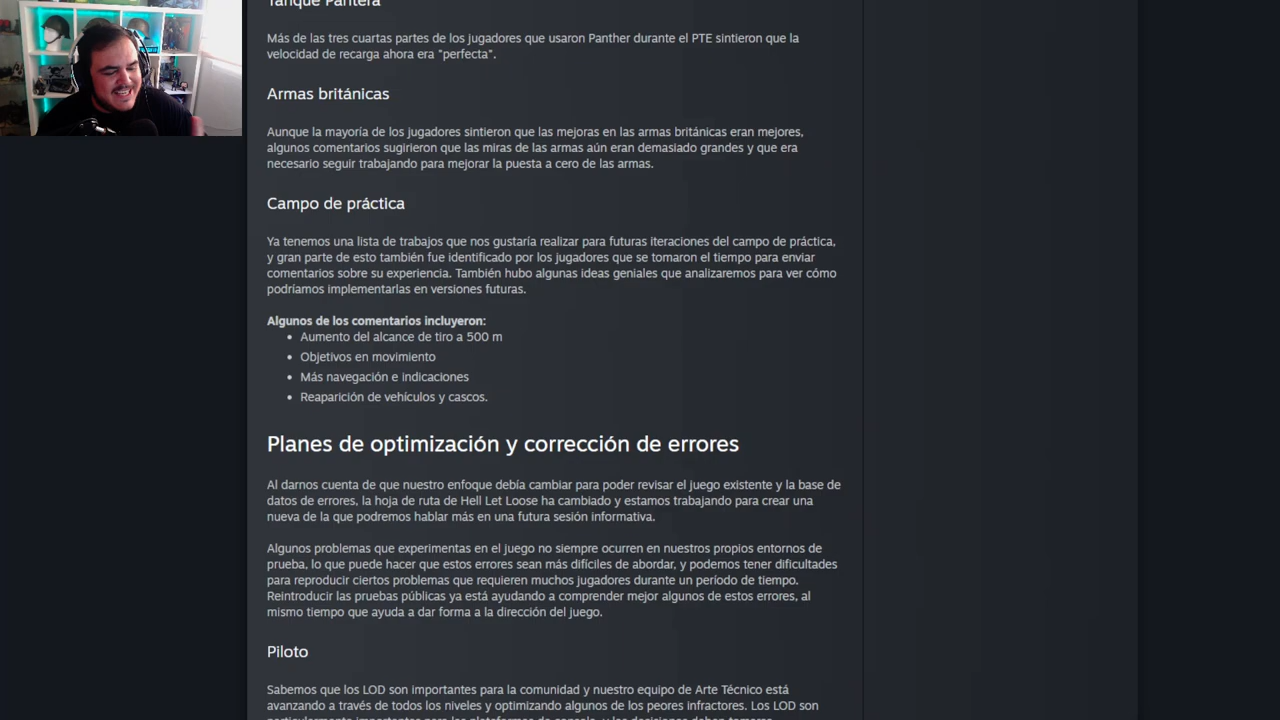 Tanque Pantera
Más de las tres cuartas partes de los jugadores que usaron Panther durante el PTE sintieron que la
velocidad de recarga ahora era "perfecta".
Armas británicas
Aunque la mayoría de los jugadores sintieron que las mejoras en las armas británicas eran mejores,
algunos comentarios sugirieron que las miras de las armas aún eran demasiado grandes y que era
necesario seguir trabajando para mejorar la puesta a cero de las armas.
Campo de práctica
Ya tenemos una lista de trabajos que nos gustaría realizar para futuras iteraciones del campo de práctica,
y gran parte de esto también fue identificado por los jugadores que se tomaron el tiempo para enviar
comentarios sobre su experiencia. También hubo algunas ideas geniales que analizaremos para ver cómo
podríamos implementarlas en versiones futuras.
Algunos de los comentarios incluyeron:
• Aumento del alcance de tiro a 500 m
• Objetivos en movimiento
• Más navegación e indicaciones
• Reaparición de vehículos y cascos.
Planes de optimización y corrección de errores
Al darnos cuenta de que nuestro enfoque debía cambiar para poder revisar el juego existente y la base de
datos de errores, la hoja de ruta de Hell Let Loose ha cambiado y estamos trabajando para crear una
nueva de la que podremos hablar más en una futura sesión informativa.
Algunos problemas que experimentas en el juego no siempre ocurren en nuestros propios entornos de
prueba, lo que puede hacer que estos errores sean más difíciles de abordar, y podemos tener dificultades
para reproducir ciertos problemas que requieren muchos jugadores durante un período de tiempo.
Reintroducir las pruebas públicas ya está ayudando a comprender mejor algunos de estos errores, al
mismo tiempo que ayuda a dar forma a la dirección del juego.
Piloto
Sabemos que los LOD son importantes para la comunidad y nuestro equipo de Arte Técnico está
avanzando a través de todos los niveles y optimizando algunos de los peores infractores. Los LOD son